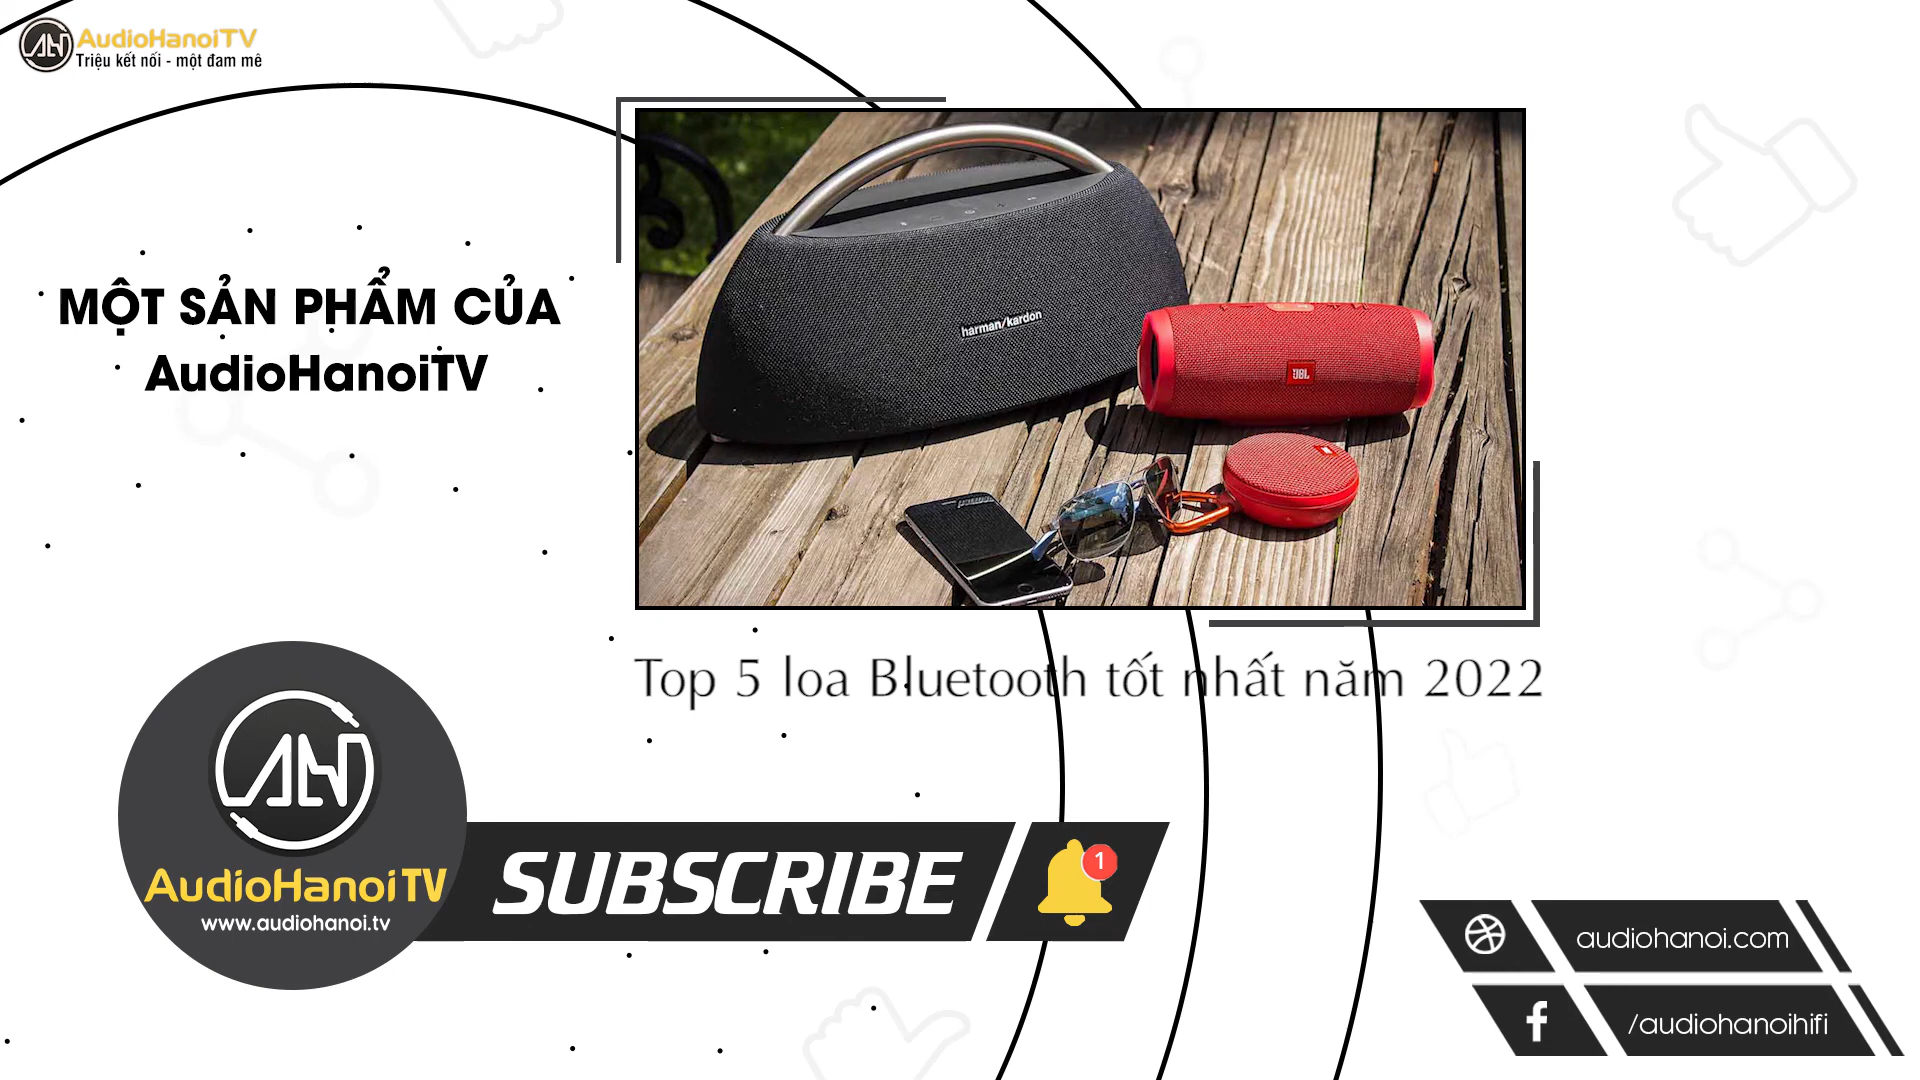 AudioHanoiTV
Triệu kết nối - một đam mê
MỘT SẢN PHẨM CỦA
AudioHanoiTV
harman/kardon
JBL
Top 5 loa Bluetooth tốt nhất năm 2022
AudioHanoiTV
www.audiohanoi.tv
SUBSCRIBE
1
audiohanoi.com
/audiohanoihifi